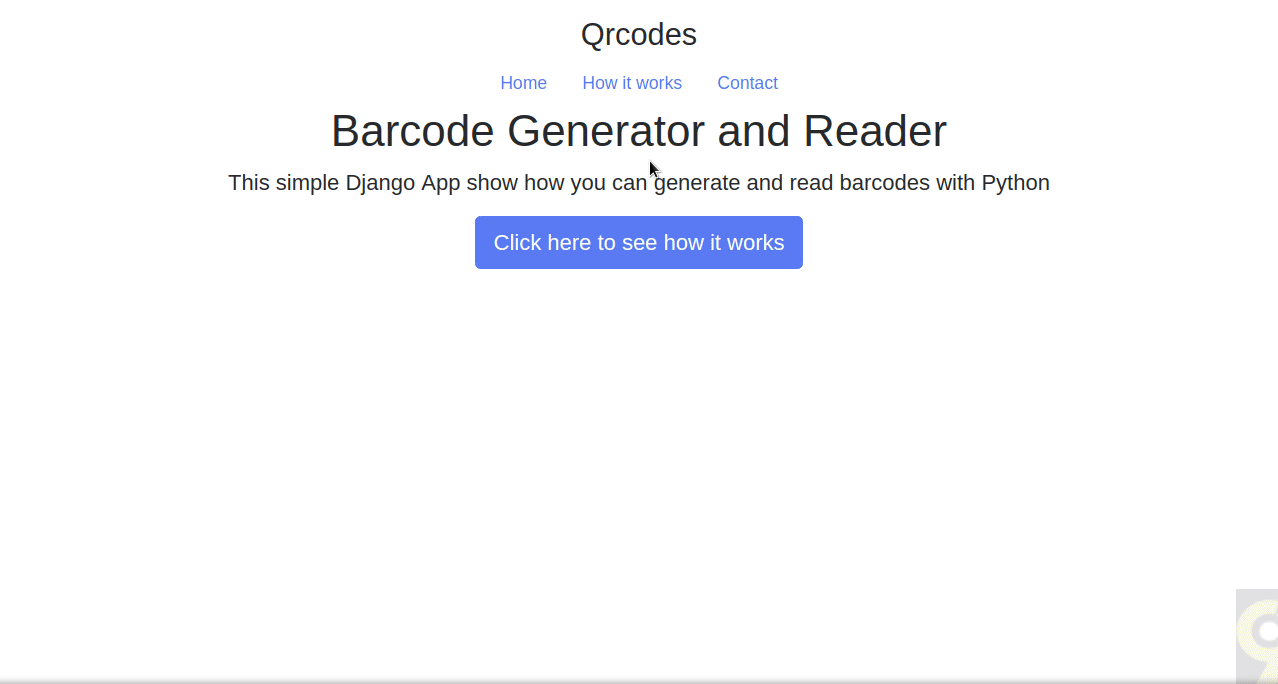 Qrcodes
Home How it works Contact
Barcode Generator and Reader
This simple Django App show how you can generate and read barcodes with Python
Click here to see how it works